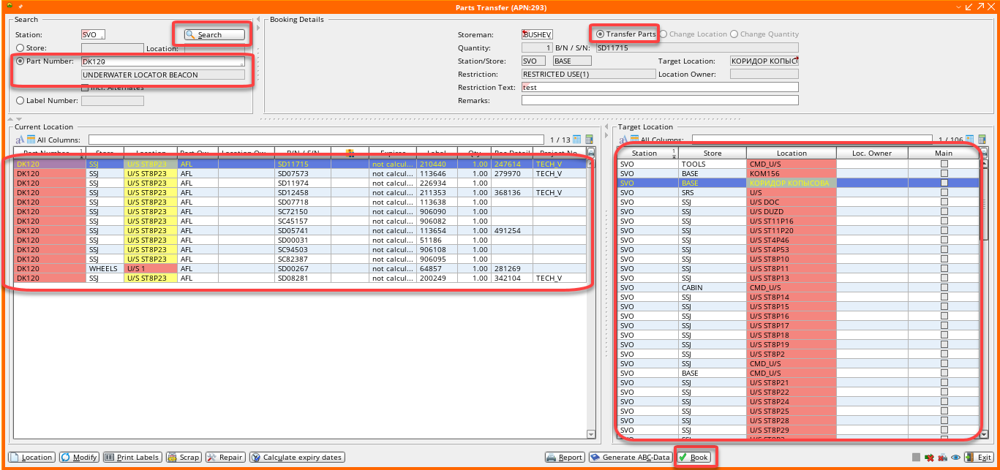 Parts Transfer (APN:293)
Search
Station: SVO Search
Store: Location:
Part Number: DK120
UNDERWATER LOCATOR BEACON
Incl. Alternates
Label Number:
Booking Details
Storeman: BUSHEV Transfer Parts Change Location Change Quantity
Quantity: 1 B/N / S/N: SD11715
Station/Store: SVO BASE Target Location: КОРИДОР КОПЫС
Restriction: RESTRICTED USE(1) Location Owner:
Restriction Text: test
Remarks:
Current Location
All Columns: 1 / 13
Part Number Store Location Part Ow... Location Ow... B/N / S/N Expires Label Qty Rec.Detail Project No
DK120 SSJ U/S ST8P23 AFL SD11715 not calcul... 210440 1.00 247614 TECH_V
DK120 SSJ U/S ST8P23 AFL SD07573 not calcul... 113646 1.00 279970 TECH_V
DK120 SSJ U/S ST8P23 AFL SD11974 not calcul... 226934 1.00
DK120 SSJ U/S ST8P23 AFL SD12458 not calcul... 211353 1.00 368136 TECH_V
DK120 SSJ U/S ST8P23 AFL SD07718 not calcul... 113638 1.00
DK120 SSJ U/S ST8P23 AFL SC72150 not calcul... 906090 1.00
DK120 SSJ U/S ST8P23 AFL SC45157 not calcul... 906082 1.00
DK120 SSJ U/S ST8P23 AFL SD05741 not calcul... 113654 1.00 491254
DK120 SSJ U/S ST8P23 AFL SD00031 not calcul... 51186 1.00
DK120 SSJ U/S ST8P23 AFL SC94503 not calcul... 906108 1.00
DK120 SSJ U/S ST8P23 AFL SC82387 not calcul... 906095 1.00
DK120 WHEELS U/S 1 AFL SD00267 not calcul... 64857 1.00 281269
DK120 SSJ U/S ST8P23 AFL SD08281 not calcul... 200249 1.00 342104 TECH_V
Target Location
All Columns: 1 / 106
Station 1 Store Location Loc. Owner Main
SVO TOOLS CMD_U/S
SVO BASE KOM156
SVO BASE КОРИДОР КОПЫСОВА
SVO SRS U/S
SVO SSJ U/S DOC
SVO SSJ U/S DUZD
SVO SSJ U/S ST11P16
SVO SSJ U/S ST11P20
SVO SSJ U/S ST4P46
SVO SSJ U/S ST4P53
SVO SSJ U/S ST8P10
SVO SSJ U/S ST8P11
SVO SSJ U/S ST8P13
SVO CABIN CMD_U/S
SVO SSJ U/S ST8P14
SVO SSJ U/S ST8P15
SVO SSJ U/S ST8P16
SVO SSJ U/S ST8P17
SVO SSJ U/S ST8P18
SVO SSJ U/S ST8P19
SVO SSJ U/S ST8P2
SVO SSJ CMD_U/S
SVO BASE CMD_U/S
SVO SSJ U/S ST8P21
SVO SSJ U/S ST8P22
SVO SSJ U/S ST8P24
SVO SSJ U/S ST8P25
SVO SSJ U/S ST8P28
SVO SSJ U/S ST8P29
Location Modify Print Labels Scrap Repair Calculate expiry dates Report Generate ABC-Data Book Exit